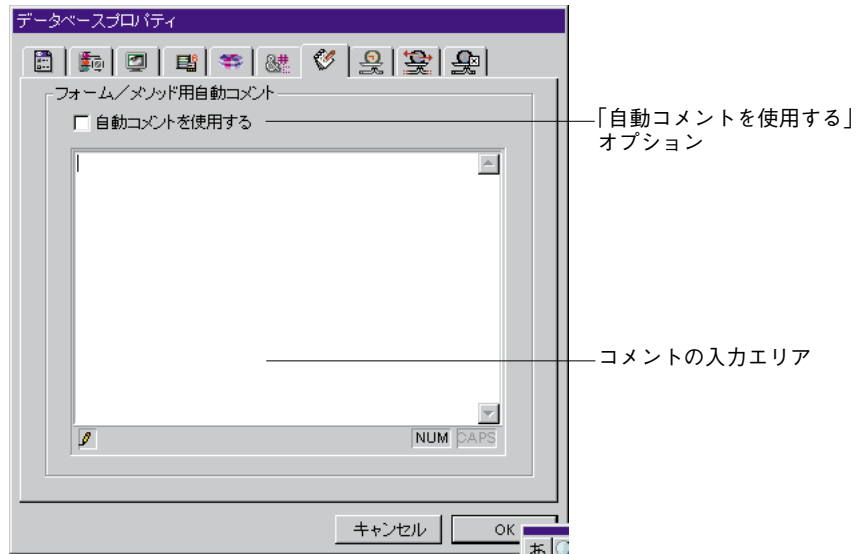 データベースプロパティ
フォーム／メソッド用自動コメント
自動コメントを使用する
「自動コメントを使用する」
オプション
コメントの入力エリア
NUM CAPS
キャンセル OK
あ